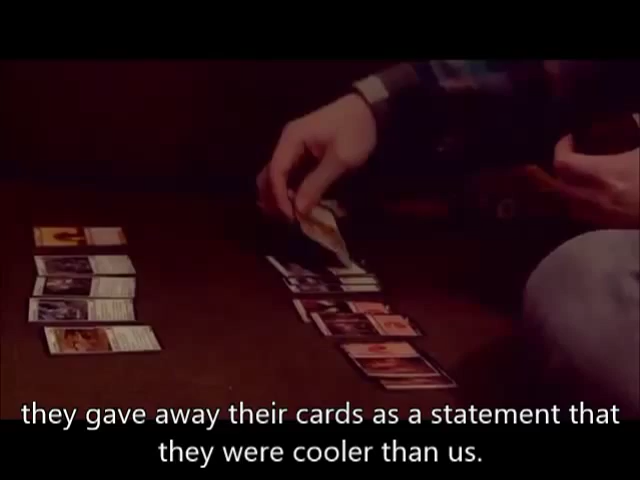 they gave away their cards as a statement that
they were cooler than us.